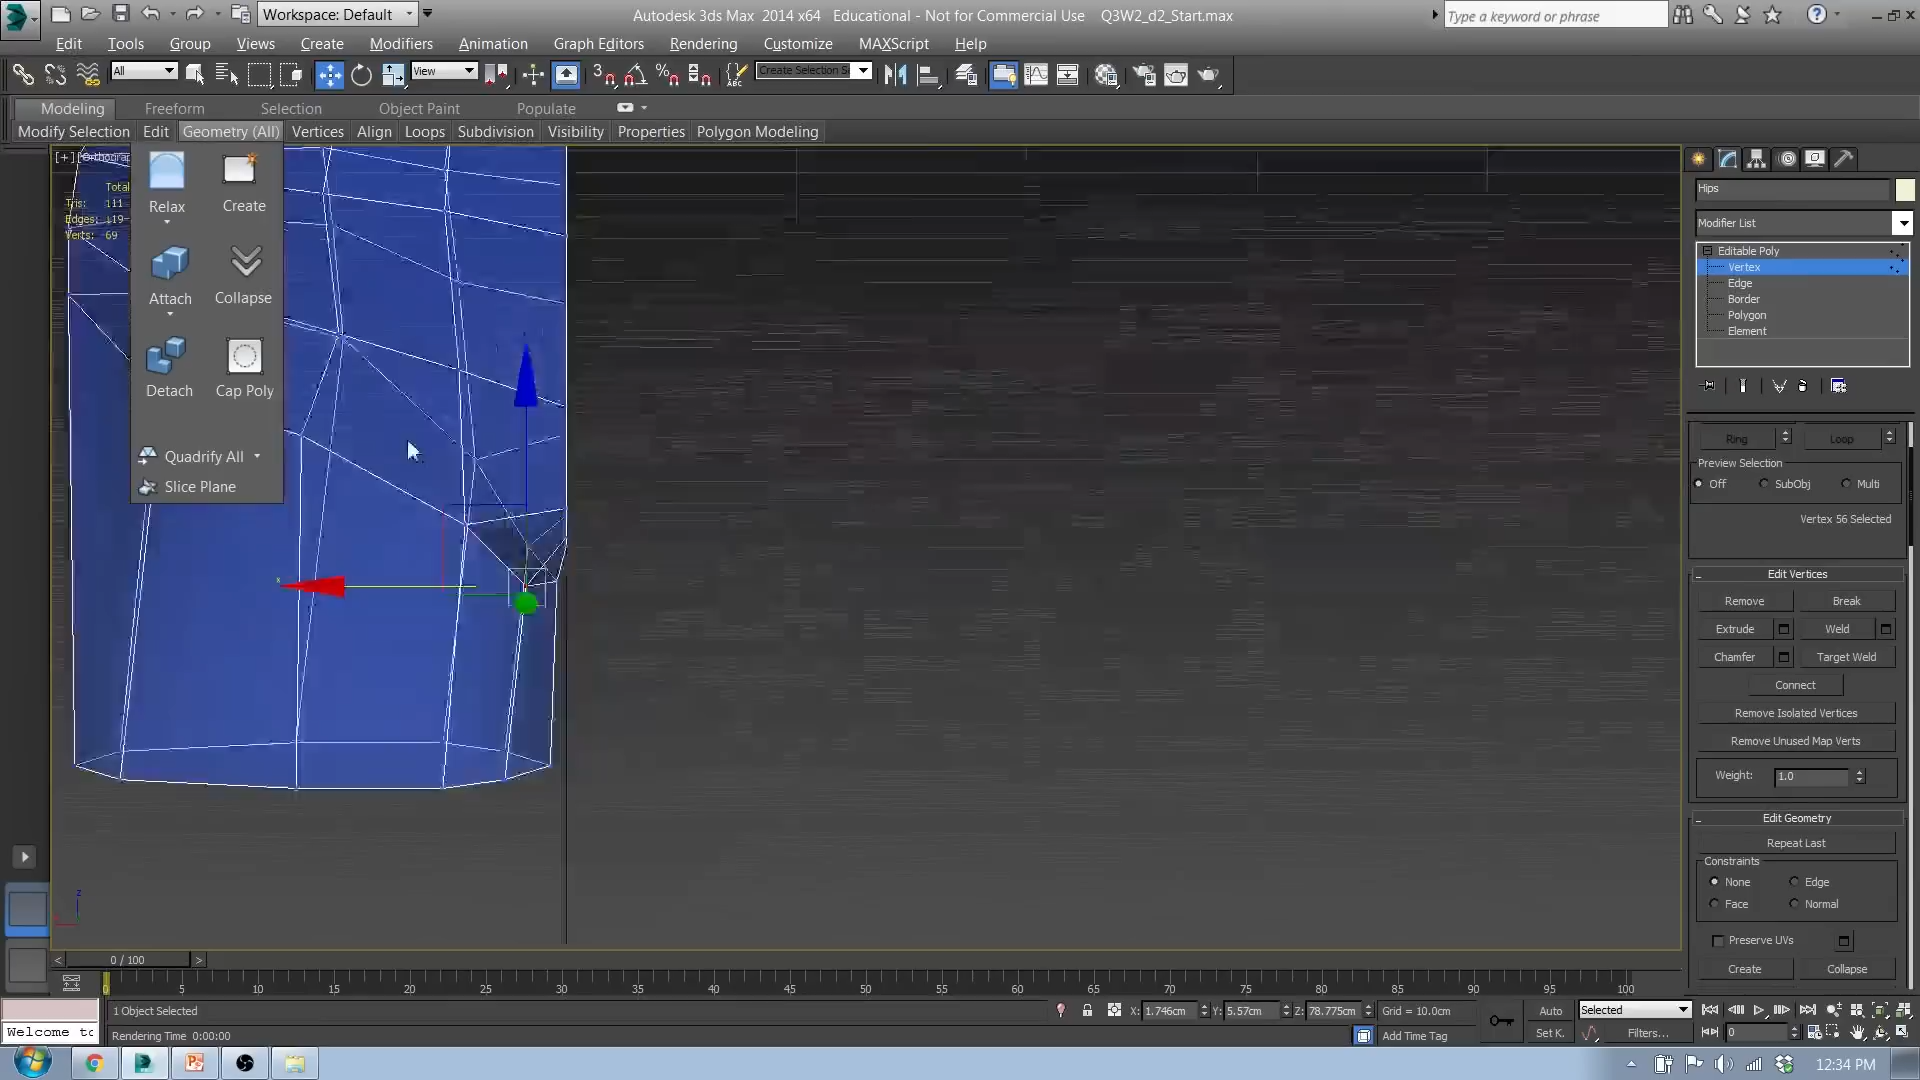 Workspace: Default
Autodesk 3ds Max 2014 x64 Educational - Not for Commercial Use Q3W2_d2_Start.max
Type a keyword or phrase
Edit Tools Group Views Create Modifiers Animation Graph Editors Rendering Customize MAXScript Help
All
View
3
ABC
Modeling Freeform Selection Object Paint Populate
Modify Selection Edit Geometry (All) Vertices Align Loops Subdivision Visibility Properties Polygon Modeling
Total
Tris: 111
Edges:
Verts: 69
Relax
Create
Attach
Collapse
Detach
Cap Poly
Quadrify All
Slice Plane
x
z
Hips
Modifier List
Editable Poly
Vertex
Edge
Border
Polygon
Element
Ring
Loop
Preview Selection
Off
SubObj
Multi
Vertex 56 Selected
Edit Vertices
Remove
Break
Extrude
Weld
Chamfer
Target Weld
Connect
Remove Isolated Vertices
Remove Unused Map Verts
Weight:
1.0
Edit Geometry
Repeat Last
Constraints
None
Edge
Face
Normal
Preserve UVs
Create
Collapse
< 0 / 100 >
0 5 10 15 20 25 30 35 40 45 50 55 60 65 70 75 80 85 90 95 100
1 Object Selected
X: 1.746cm
Y: 5.57cm
Z: 78.775cm
Grid = 10.0cm
Auto
Selected
Welcome to
Rendering Time 0:00:00
Add Time Tag
Set K.
Filters...
0
12:34 PM